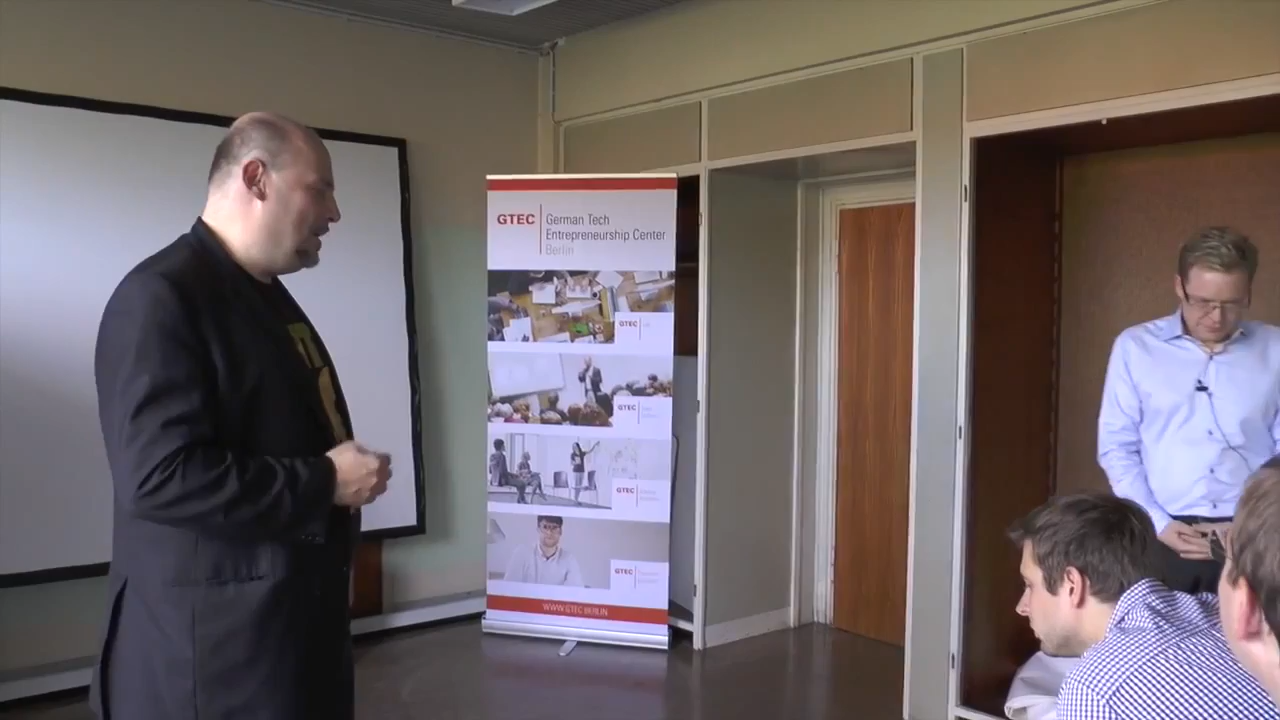 GTEC
German Tech
Entrepreneurship Center
Berlin
GTEC
GTEC
GTEC
GTEC
WWW.GTEC.BERLIN